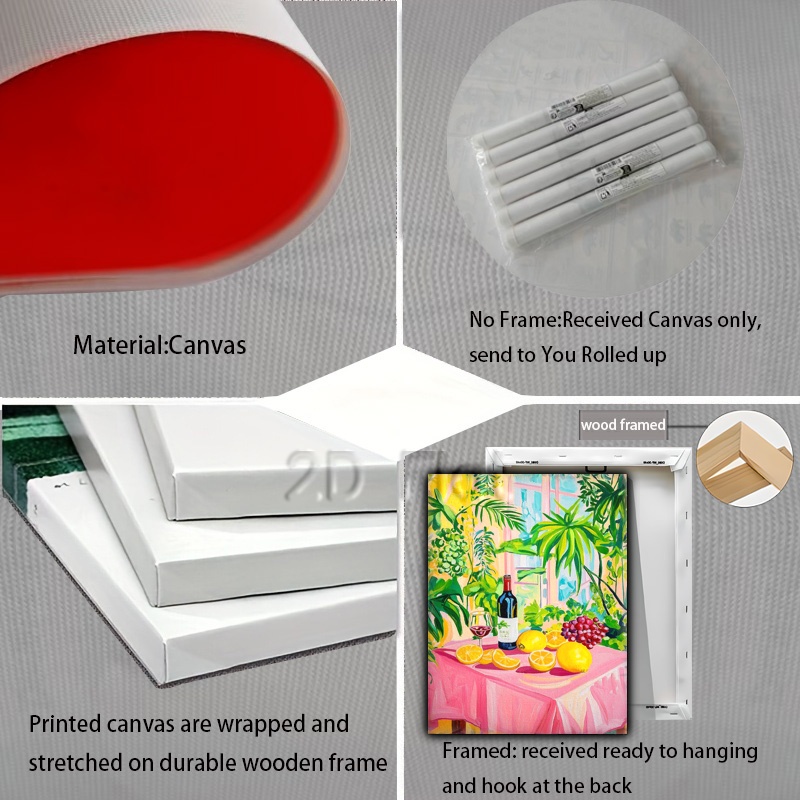 Material:Canvas
No Frame:Received Canvas only,
send to You Rolled up
2D
wood framed
Printed canvas are wrapped and
stretched on durable wooden frame
Framed: received ready to hanging
and hook at the back